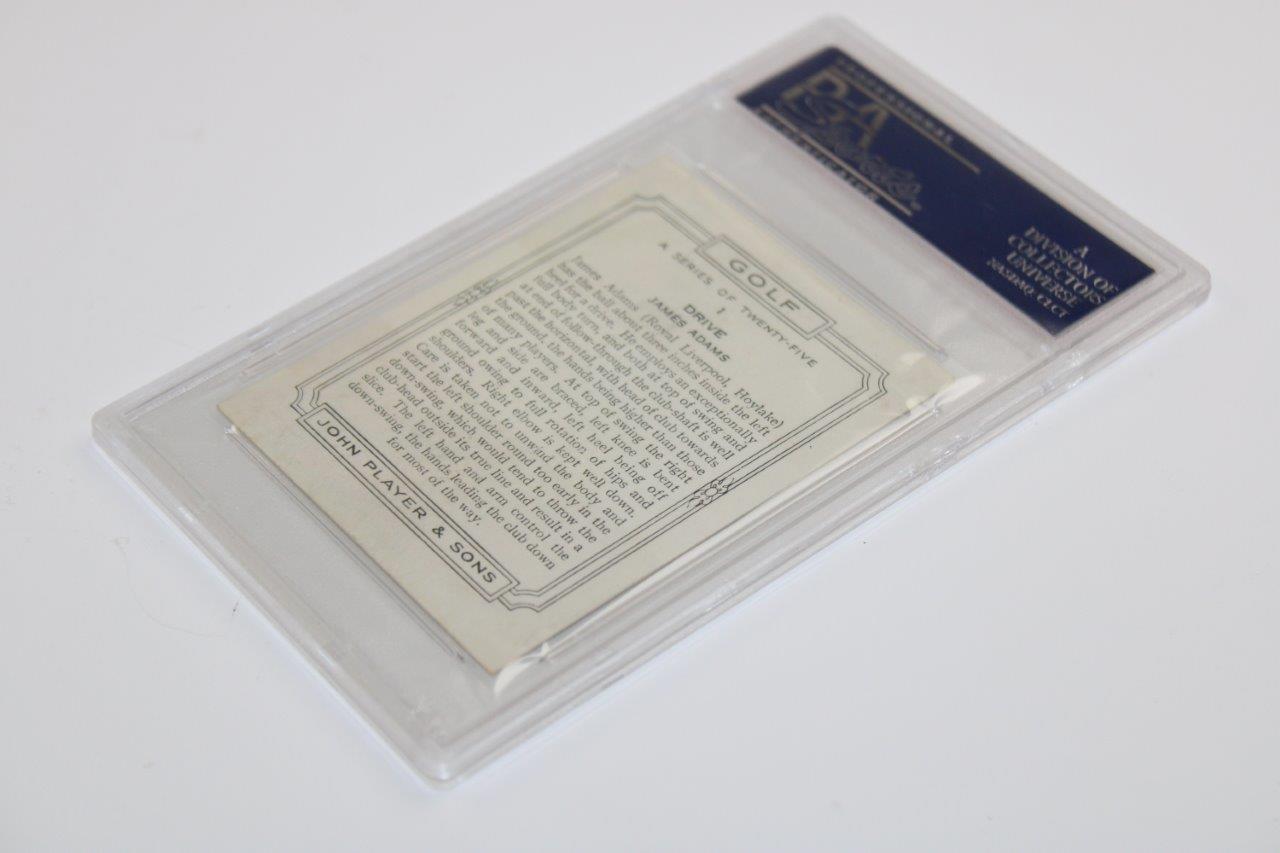 PROFESSIONAL
PSA
AUTHENTICATOR
A
DIVISION OF
COLLECTORS
UNIVERSE
NASDAQ: CLCT
GOLF
A SERIES OF TWENTY-FIVE
1
DRIVE
JAMES ADAMS
James Adams (Royal Liverpool, Hoylake)
has the ball about three inches inside the left
heel for a drive. He employs an exceptionally
full body turn, and both at top of swing and
at end of follow-through the club-shaft is well
past the horizontal, with head of club towards
the ground, the hands being higher than those
of many players. At top of swing the right
leg and side are braced, left knee is bent
forward and inward, left heel being off
ground owing to full rotation of hips and
shoulders. Right elbow is kept well down.
Care is taken not to unwind the body and
start the left shoulder round too early in the
down-swing, which would tend to throw the
club-head outside its true line and result in a
slice. The left hand and arm control the
down-swing, the hands leading the club down
for most of the way.
JOHN PLAYER & SONS